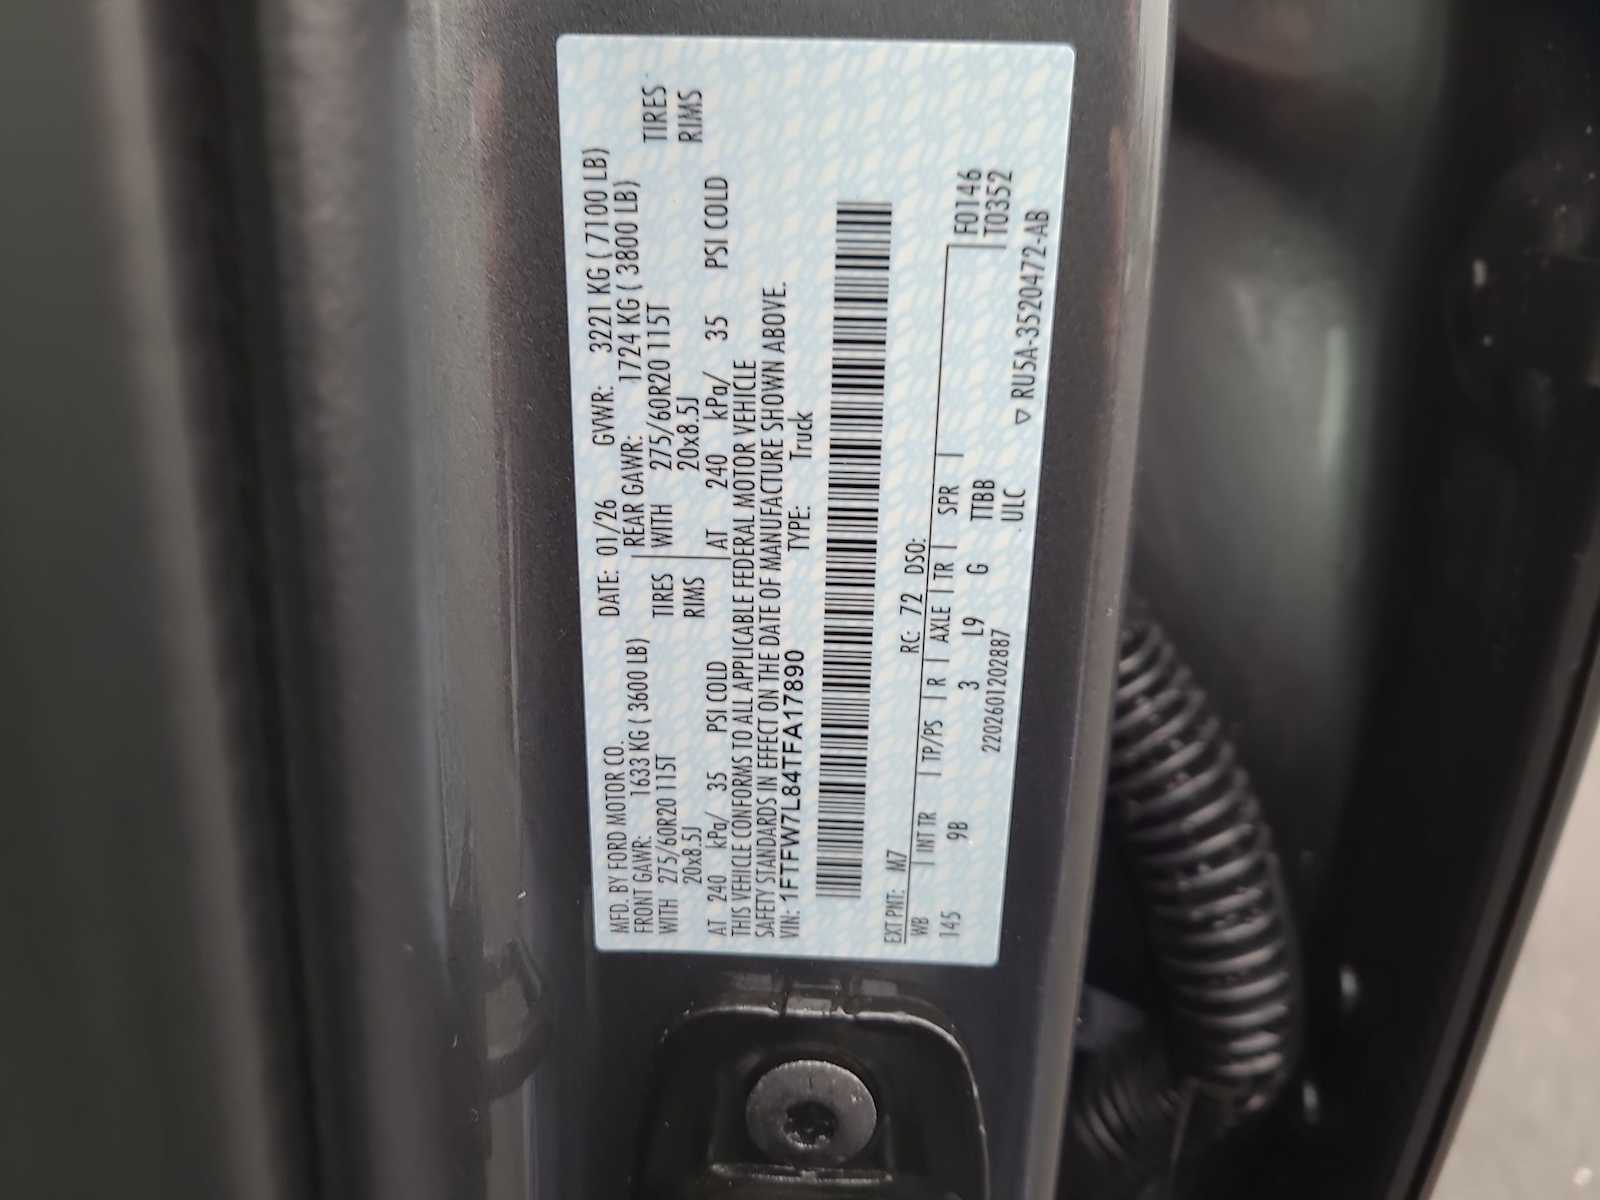 MFD. BY FORD MOTOR CO. DATE: 01/26 GVWR: 3221 KG ( 7100 LB)
FRONT GAWR: 1633 KG ( 3600 LB) REAR GAWR: 1724 KG ( 3800 LB)
WITH 275/60R20 115T TIRES WITH 275/60R20 115T TIRES
20x8.5J RIMS 20x8.5J RIMS
AT 240 kPa/ 35 PSI COLD AT 240 kPa/ 35 PSI COLD
THIS VEHICLE CONFORMS TO ALL APPLICABLE FEDERAL MOTOR VEHICLE
SAFETY STANDARDS IN EFFECT ON THE DATE OF MANUFACTURE SHOWN ABOVE.
VIN: 1FTFW7L84TFA17890 TYPE: Truck
EXT PNT: M7 RC: 72 DSO:
WB INT TR TP/PS R AXLE TR SPR F0146
145 9B 3 L9 G TTBB T0352
2202601202887 ULC ▽ RU5A-3520472-AB